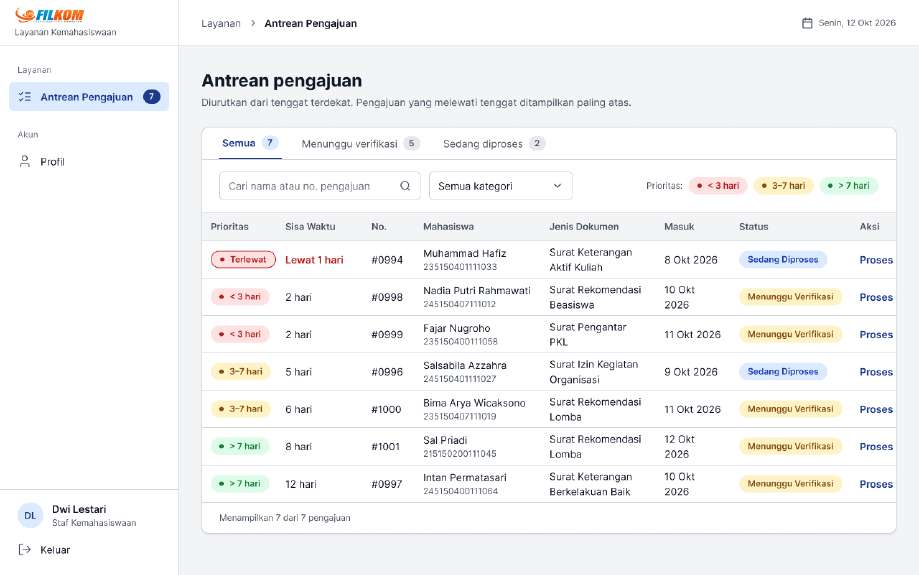 FILKOM
Layanan Kemahasiswaan
Layanan
Antrean Pengajuan 7
Akun
Profil
DL
Dwi Lestari
Staf Kemahasiswaan
Keluar
Layanan > Antrean Pengajuan
Senin, 12 Okt 2026
Antrean pengajuan
Diurutkan dari tenggat terdekat. Pengajuan yang melewati tenggat ditampilkan paling atas.
Semua 7 Menunggu verifikasi 5 Sedang diproses 2
Cari nama atau no. pengajuan Semua kategori Prioritas: < 3 hari 3–7 hari > 7 hari
Prioritas Sisa Waktu No. Mahasiswa Jenis Dokumen Masuk Status Aksi
Terlewat Lewat 1 hari #0994 Muhammad Hafiz Surat Keterangan 8 Okt 2026 Sedang Diproses Proses
235150401111033 Aktif Kuliah
< 3 hari 2 hari #0998 Nadia Putri Rahmawati Surat Rekomendasi 10 Okt Menunggu Verifikasi Proses
245150407111012 Beasiswa 2026
< 3 hari 2 hari #0999 Fajar Nugroho Surat Pengantar 11 Okt 2026 Menunggu Verifikasi Proses
235150400111058 PKL
3–7 hari 5 hari #0996 Salsabila Azzahra Surat Izin Kegiatan 9 Okt 2026 Sedang Diproses Proses
245150401111027 Organisasi
3–7 hari 6 hari #1000 Bima Arya Wicaksono Surat Rekomendasi 11 Okt 2026 Menunggu Verifikasi Proses
235150407111019 Lomba
> 7 hari 8 hari #1001 Sal Priadi Surat Rekomendasi 12 Okt Menunggu Verifikasi Proses
215150200111045 Lomba 2026
> 7 hari 12 hari #0997 Intan Permatasari Surat Keterangan 10 Okt Menunggu Verifikasi Proses
245150400111064 Berkelakuan Baik 2026
Menampilkan 7 dari 7 pengajuan